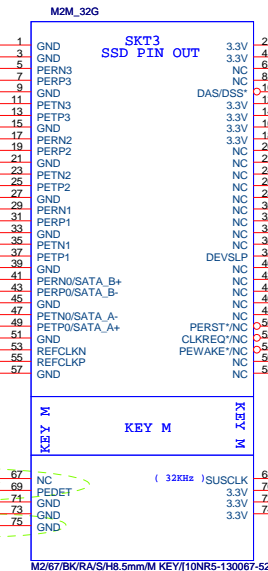 M2M_32G
SKT3
SSD PIN OUT
1 GND
3 GND
5 PERN3
7 PERP3
9 GND
11 PETN3
13 PETP3
15 GND
17 PERN2
19 PERP2
21 GND
23 PETN2
25 PETP2
27 GND
29 PERN1
31 PERP1
33 GND
35 PETN1
37 PETP1
39 GND
41 PERN0/SATA_B+
43 PERP0/SATA_B-
45 GND
47 PETN0/SATA_A-
49 PETP0/SATA_A+
51 GND
53 REFCLKN
55 REFCLKP
57 GND
3.3V 2
3.3V 4
NC 6
NC 8
DAS/DSS*
3.3V
3.3V
3.3V
3.3V
NC
NC
NC
NC
NC
NC
NC
NC
NC
DEVSLP
NC
NC
NC
NC
NC
PERST*/NC
CLKREQ*/NC
PEWAKE*/NC
NC
NC
KEY M
KEY M
KEY M
67 NC
69 PEDET
71 GND
73 GND
75 GND
( 32KHz ) SUSCLK
3.3V
3.3V
3.3V
M2/67/BK/RA/S/H8.5mm/M KEY/[10NR5-130067-52